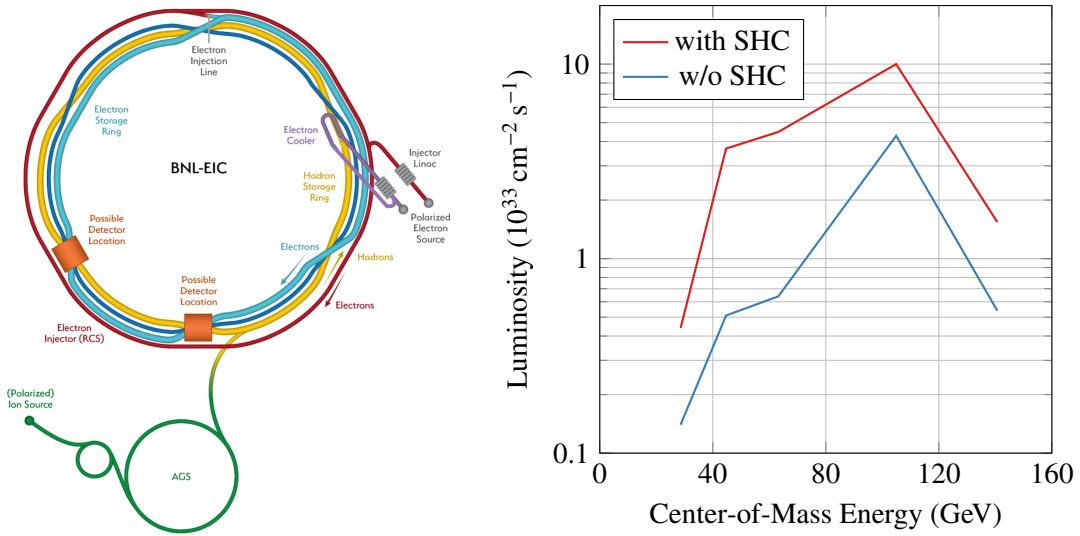 Electron
Injection
Line
Electron
Storage
Ring
Electron
Cooler
Injector
Linac
BNL-EIC
Hadron
Storage
Ring
Polarized
Electron
Source
Possible
Detector
Location
Electrons
Hadrons
Possible
Detector
Location
Electrons
Electron
Injector (RCS)
(Polarized)
Ion Source
AGS
with SHC
w/o SHC
10
1
0.1
0
40
80
120
160
Luminosity (10³³ cm⁻² s⁻¹)
Center-of-Mass Energy (GeV)